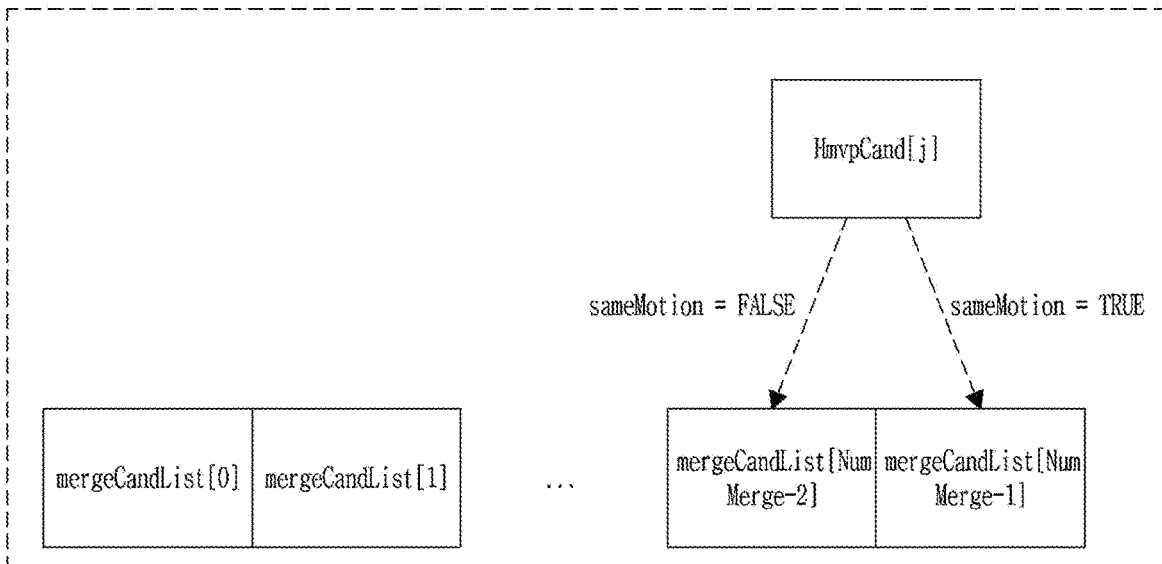 HmvpCand[j]
sameMotion = FALSE
sameMotion = TRUE
mergeCandList[0]
mergeCandList[1]
...
mergeCandList[Num
Merge-2]
mergeCandList[Num
Merge-1]